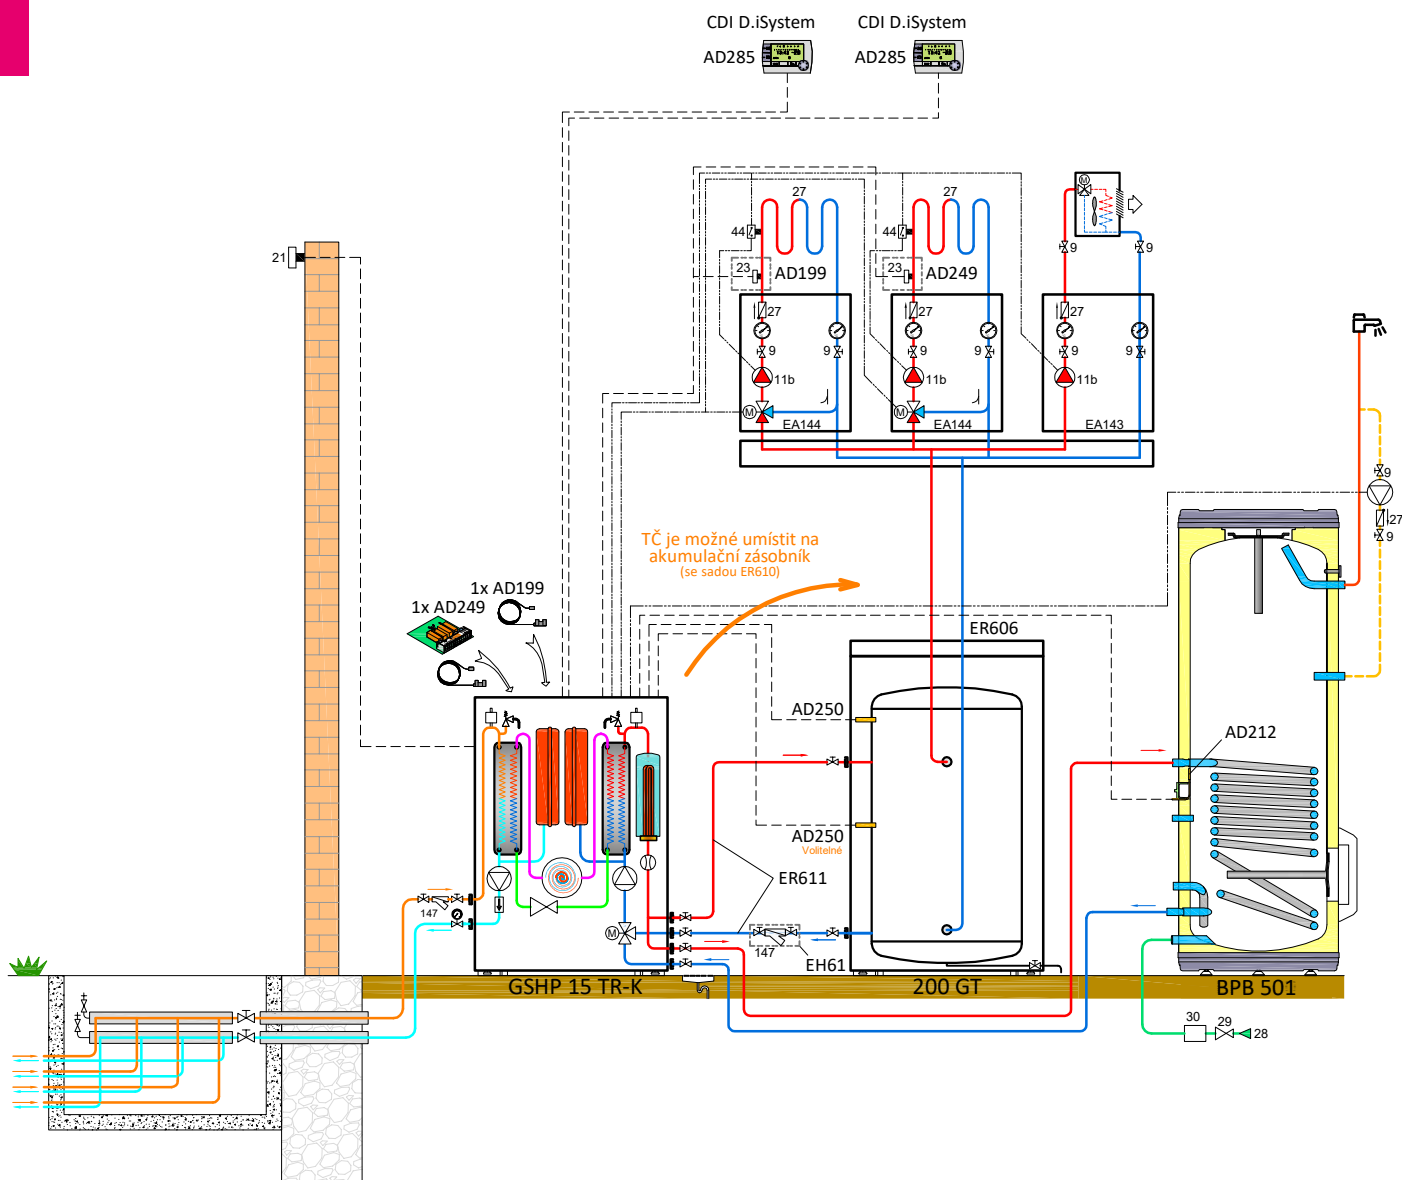 CDI D.iSystem
CDI D.iSystem
AD285
AD285
27
27
M
44
44
9
9
21
23
AD199
23
AD249
27
27
27
9
9
9
9
9
9
11b
11b
11b
M
M
EA144
EA144
EA143
9
27
9
TČ je možné umístit na
akumulační zásobník
(se sadou ER610)
1x AD199
1x AD249
ER606
AD250
AD212
AD250
Volitelné
ER611
147
M
147
EH61
GSHP 15 TR-K
200 GT
BPB 501
30
29
28